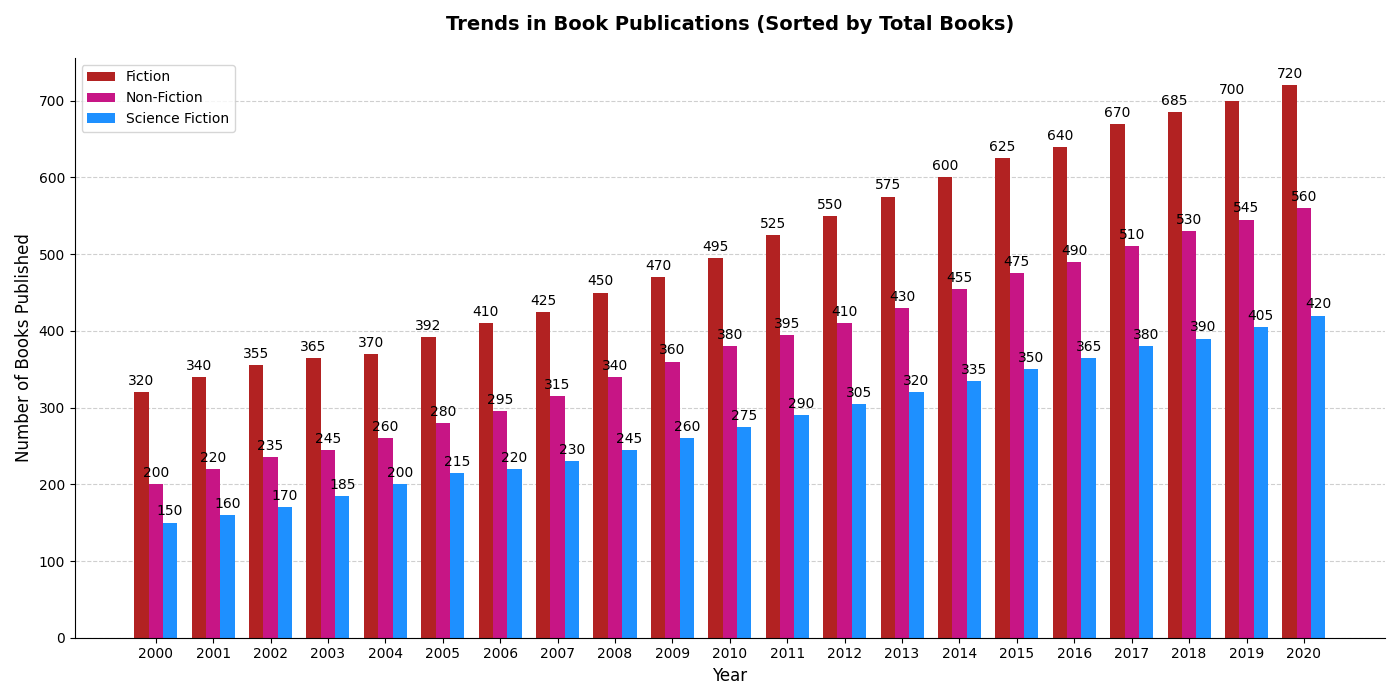 Trends in Book Publications (Sorted by Total Books)
Fiction
Non-Fiction
Science Fiction
Number of Books Published
700
600
500
400
300
200
100
0
320 200 150
340 220 160
355 235 170
365 245 185
370 260 200
392 280 215
410 295 220
425 315 230
450 340 245
470 360 260
495 380 275
525 395 290
550 410 305
575 430 320
600 455 335
625 475 350
640 490 365
670 510 380
685 530 390
700 545 405
720 560 420
2000 2001 2002 2003 2004 2005 2006 2007 2008 2009 2010 2011 2012 2013 2014 2015 2016 2017 2018 2019 2020
Year